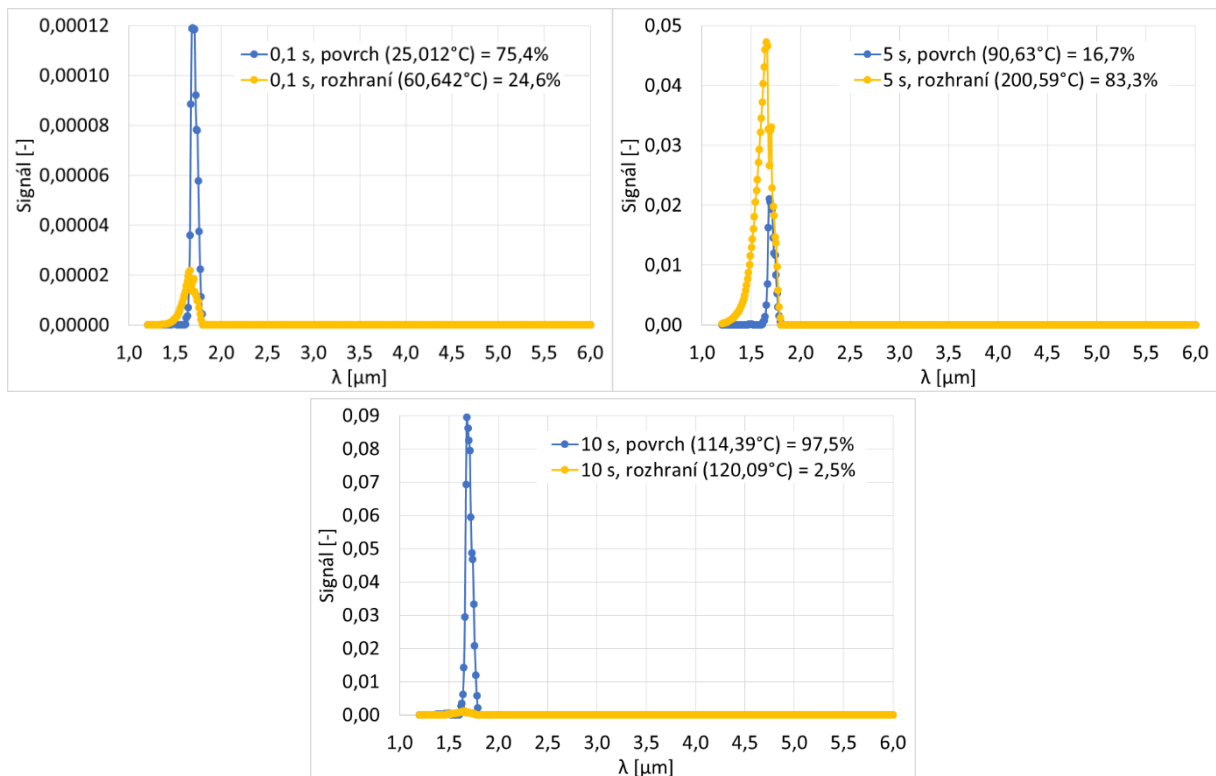 0,00012
0,00010
0,00008
0,00006
0,00004
0,00002
0,00000
Signál [-]
0,1 s, povrch (25,012°C) = 75,4%
0,1 s, rozhraní (60,642°C) = 24,6%
1,0 1,5 2,0 2,5 3,0 3,5 4,0 4,5 5,0 5,5 6,0
λ [µm]
0,05
0,04
0,03
0,02
0,01
0,00
Signál [-]
5 s, povrch (90,63°C) = 16,7%
5 s, rozhraní (200,59°C) = 83,3%
1,0 1,5 2,0 2,5 3,0 3,5 4,0 4,5 5,0 5,5 6,0
λ [µm]
0,09
0,08
0,07
0,06
0,05
0,04
0,03
0,02
0,01
0,00
Signál [-]
10 s, povrch (114,39°C) = 97,5%
10 s, rozhraní (120,09°C) = 2,5%
1,0 1,5 2,0 2,5 3,0 3,5 4,0 4,5 5,0 5,5 6,0
λ [µm]